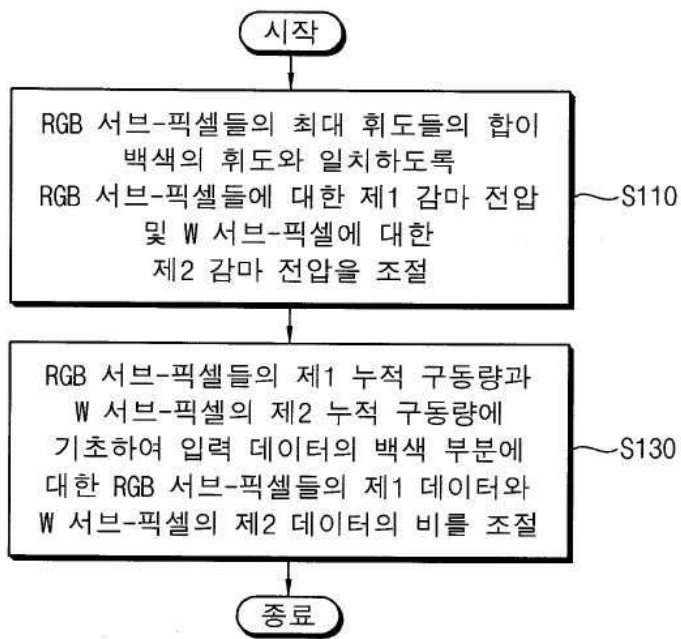 시작
RGB 서브-픽셀들의 최대 휘도들의 합이
백색의 휘도와 일치하도록
RGB 서브-픽셀들에 대한 제1 감마 전압
및 W 서브-픽셀에 대한
제2 감마 전압을 조절
S110
RGB 서브-픽셀들의 제1 누적 구동량과
W 서브-픽셀의 제2 누적 구동량에
기초하여 입력 데이터의 백색 부분에
대한 RGB 서브-픽셀들의 제1 데이터와
W 서브-픽셀의 제2 데이터의 비를 조절
S130
종료